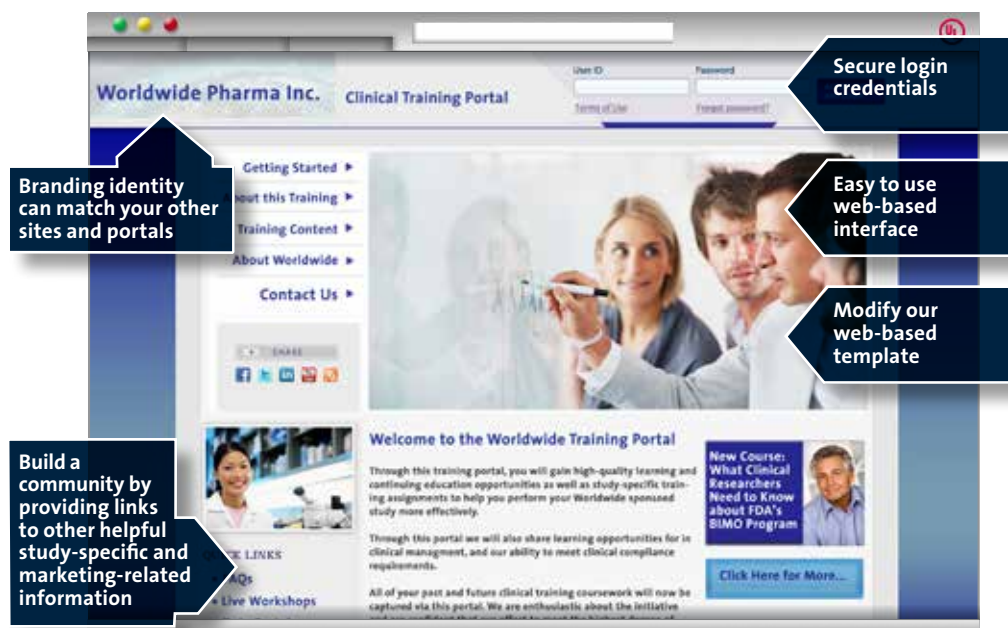 UL
Secure login
credentials
User ID
Password
Worldwide Pharma Inc.
Clinical Training Portal
Terms of Use
Forgot password?
Branding identity
can match your other
sites and portals
Getting Started
out this Training
Training Content
About Worldwide
Contact Us
Easy to use
web-based
interface
Modify our
web-based
template
SHARE
Build a
community by
providing links
to other helpful
study-specific and
marketing-related
information
LINKS
AQs
• Live Workshops
Welcome to the Worldwide Training Portal
Through this training portal, you will gain high-quality learning and
continuing education opportunities as well as study-specific train-
ing assignments to help you perform your Worldwide sponsored
study more effectively.
Through this portal we will also share learning opportunities for in
clinical managment, and our ability to meet clinical compliance
requirements.
All of your past and future clinical training coursework will now be
captured via this portal. We are enthusiastic about the initiative
New Course:
What Clinical
Researchers
Need to Know
about FDA's
BIMO Program
Click Here for More...